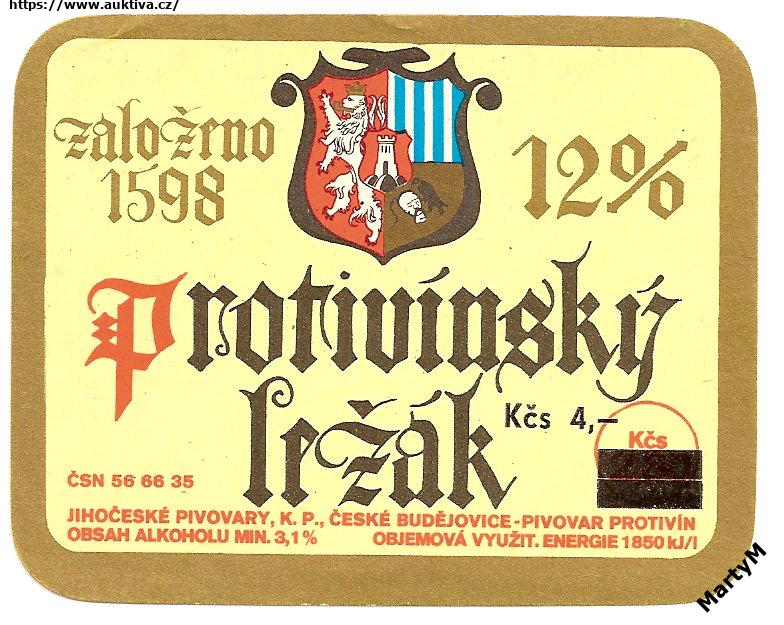 https://www.auktiva.cz/
založeno
1598
12%
Protivínský
ležák
Kčs 4,-
Kčs
ČSN 56 66 35
JIHOČESKÉ PIVOVARY, K. P., ČESKÉ BUDĚJOVICE-PIVOVAR PROTIVÍN
OBSAH ALKOHOLU MIN. 3,1% OBJEMOVÁ VYUŽIT. ENERGIE 1850 kJ/l
MartyM